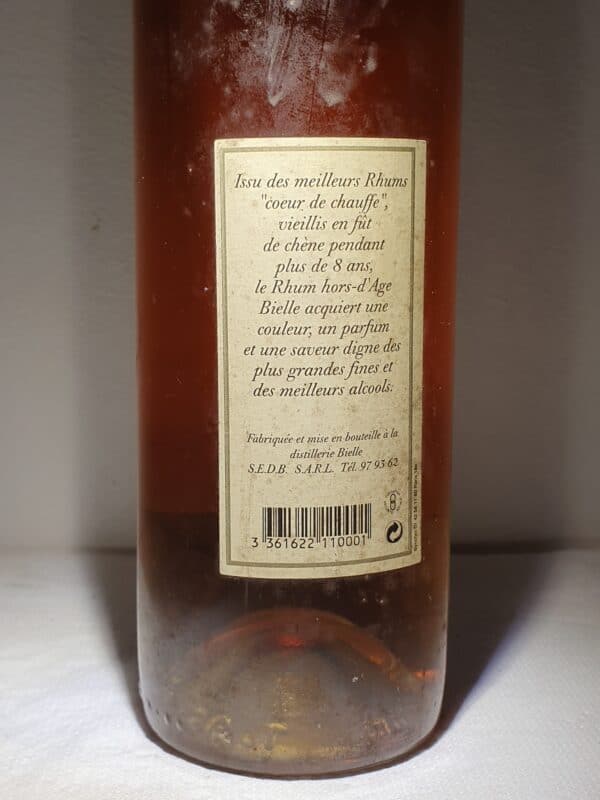 Issu des meilleurs Rhums
"coeur de chauffe",
vieillis en fût
de chène pendant
plus de 8 ans,
le Rhum hors-d'Age
Bielle acquiert une
couleur, un parfum
et une saveur digne des
plus grandes fines et
des meilleurs alcools.
Fabriquée et mise en bouteille à la
distillerie Bielle
S.E.D.B. S.A.R.L. Tél. 97 93 62
3 361622 110001